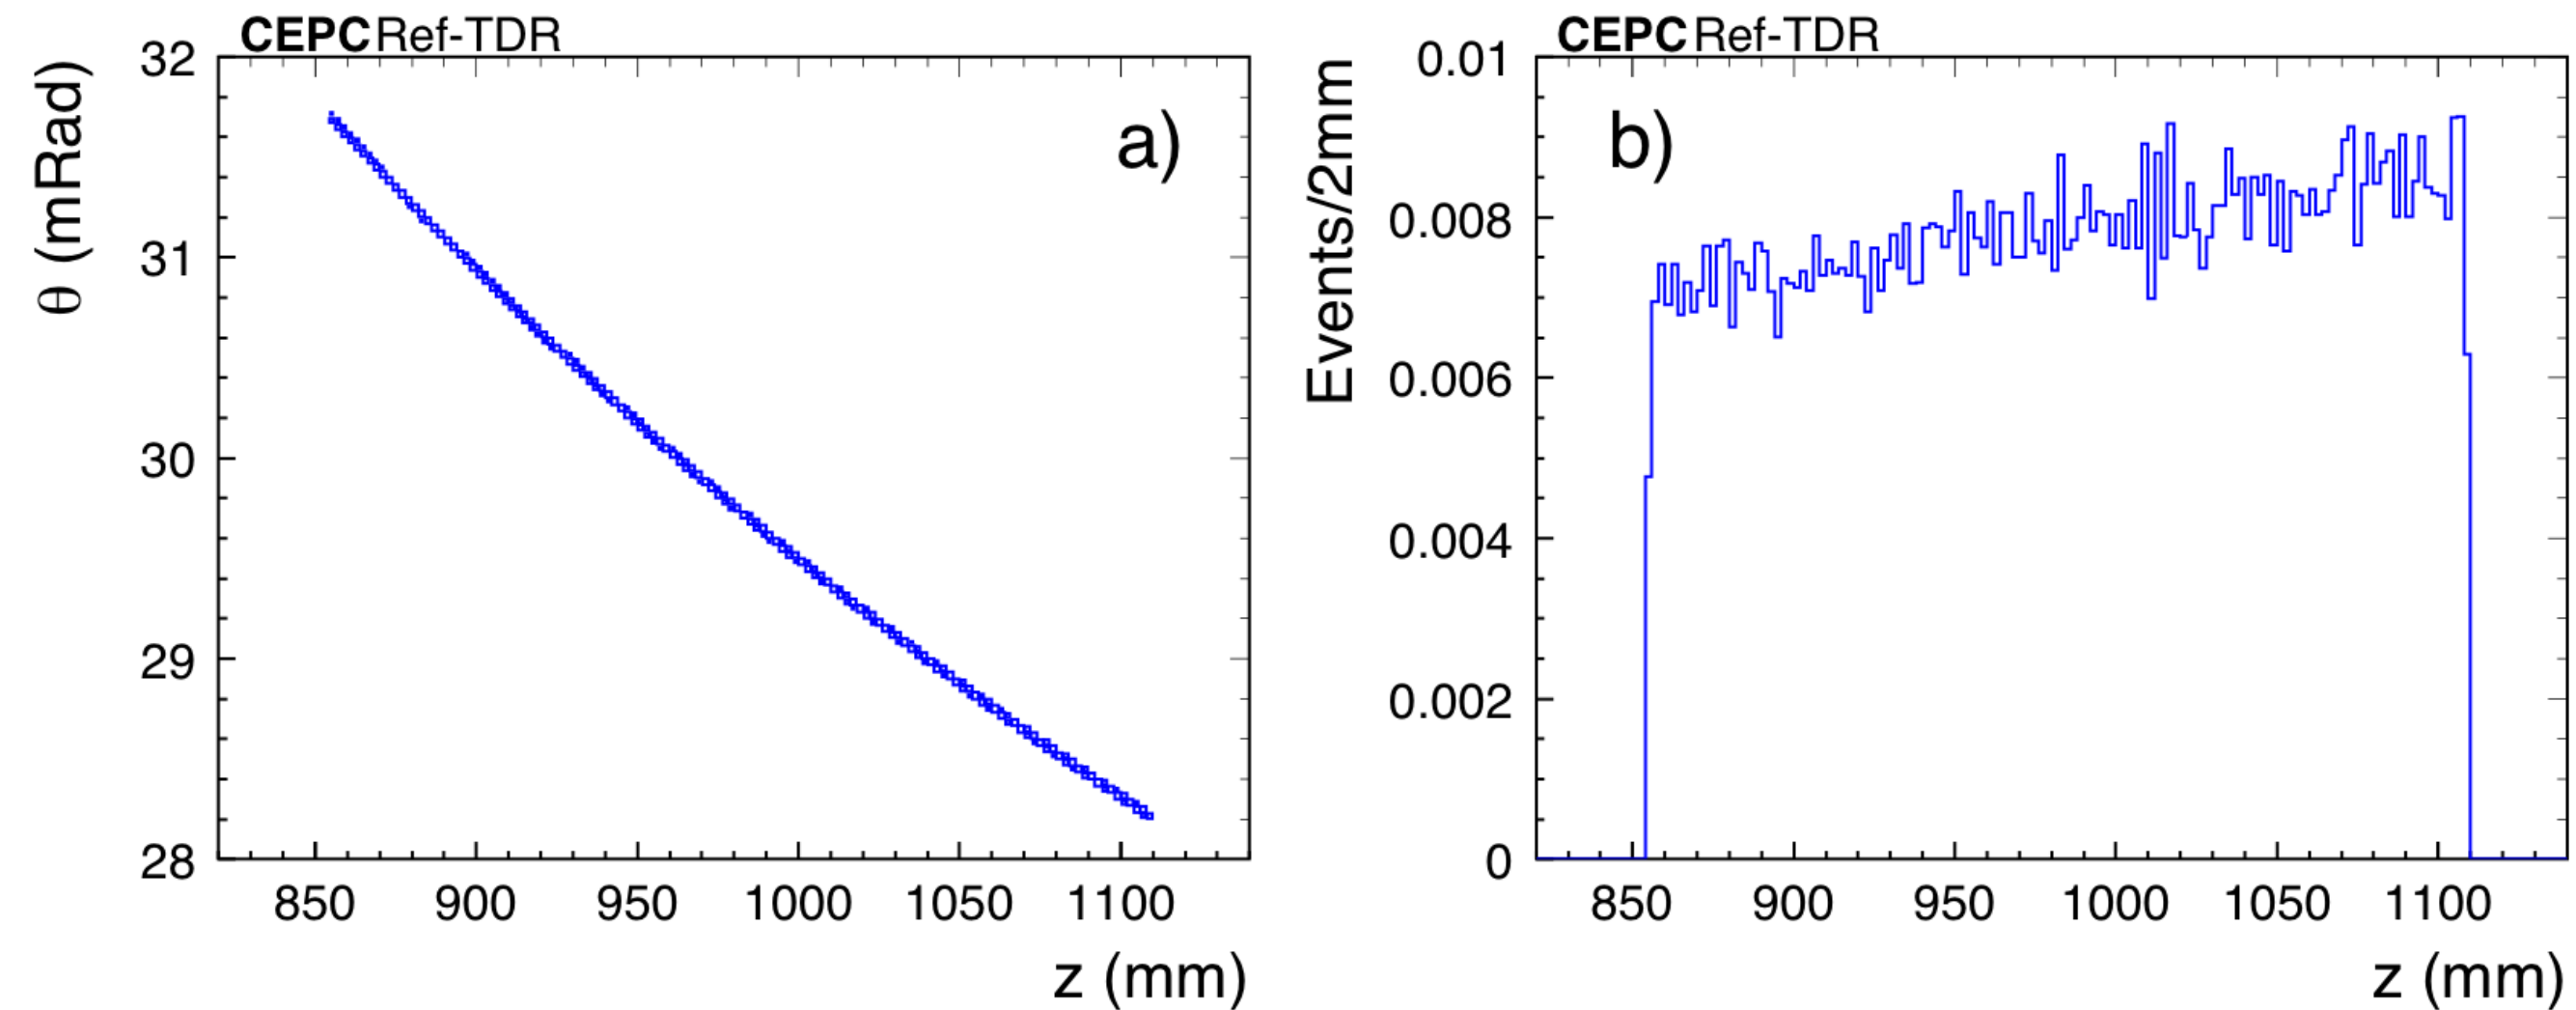 CEPC Ref-TDR
θ (mRad)
32
31
30
29
28
a)
850 900 950 1000 1050 1100
z (mm)
CEPC Ref-TDR
Events/2mm
0.01
0.008
0.006
0.004
0.002
0
b)
850 900 950 1000 1050 1100
z (mm)